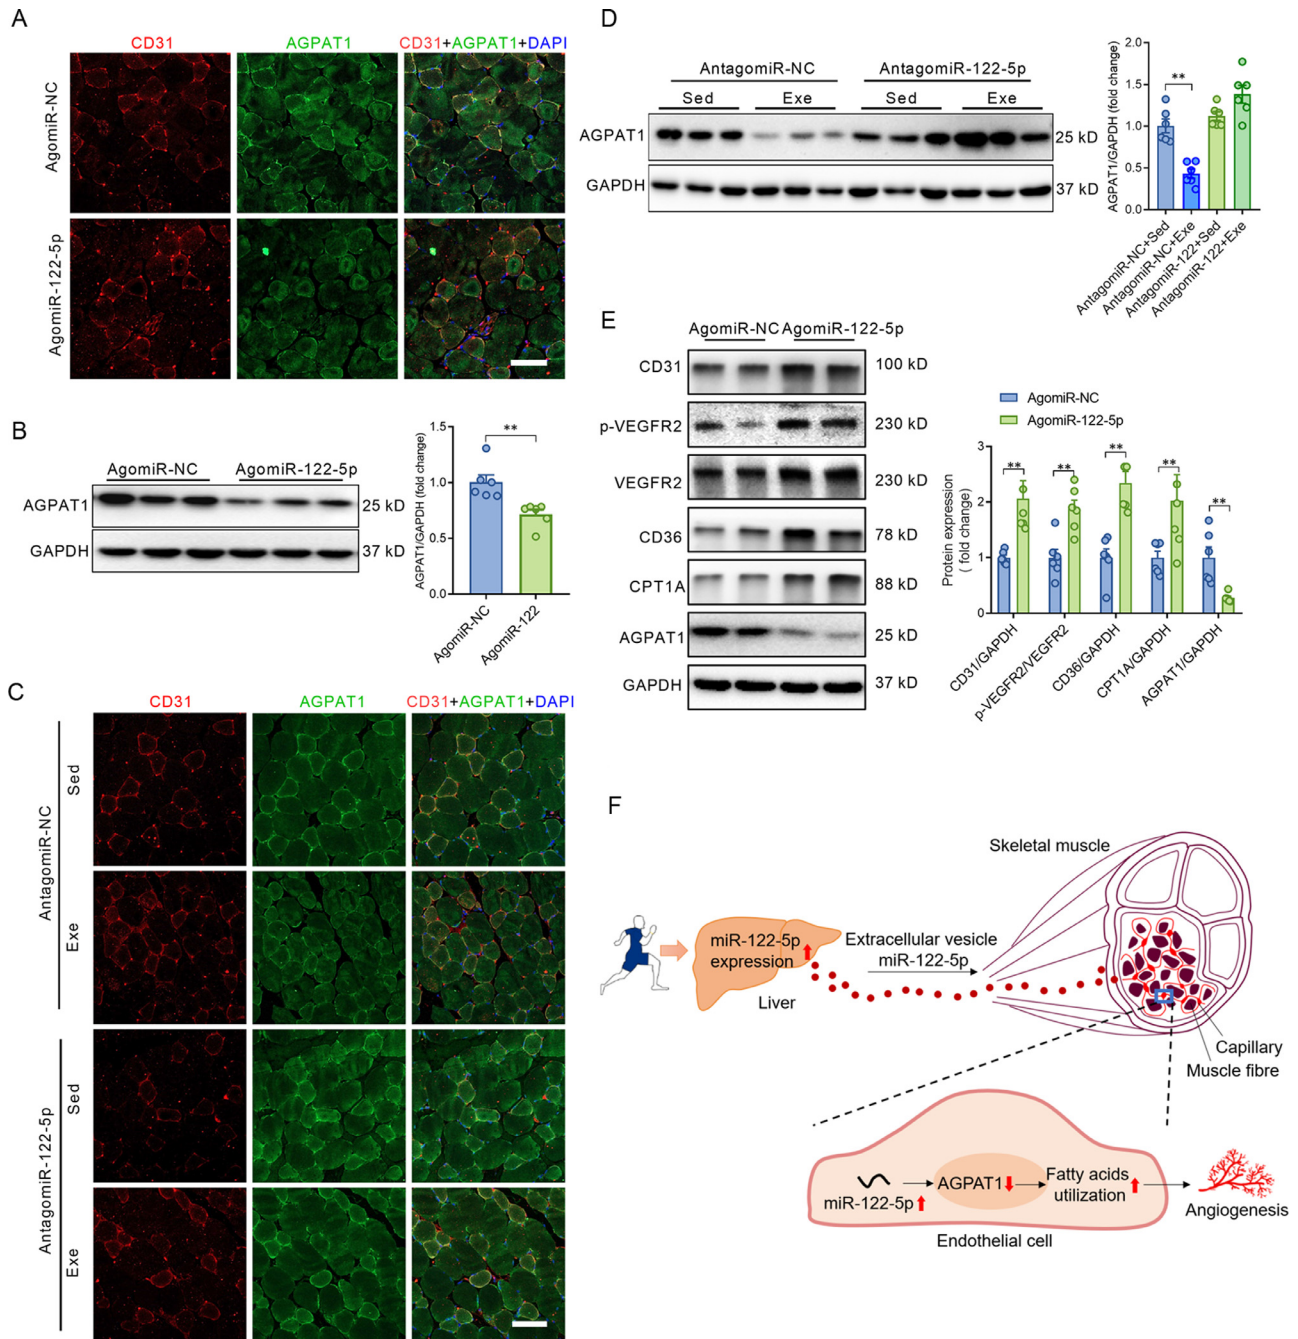 A
CD31
AGPAT1
CD31+AGPAT1+DAPI
AgomiR-NC
AgomiR-122-5p
B
AgomiR-NC
AgomiR-122-5p
AGPAT1
25 kD
GAPDH
37 kD
AGPAT1/GAPDH (fold change)
1.5
1.0
0.5
0.0
**
AgomiR-NC
AgomiR-122
C
CD31
AGPAT1
CD31+AGPAT1+DAPI
AntagomiR-NC
Sed
Exe
AntagomiR-122-5p
Sed
Exe
D
AntagomiR-NC
AntagomiR-122-5p
Sed
Exe
Sed
Exe
AGPAT1
25 kD
GAPDH
37 kD
AGPAT1/GAPDH (fold change)
2.0
1.5
1.0
0.5
0.0
**
AntagomiR-NC+Sed
AntagomiR-NC+Exe
AntagomiR-122+Sed
AntagomiR-122+Exe
E
AgomiR-NC
AgomiR-122-5p
CD31
100 kD
p-VEGFR2
230 kD
VEGFR2
230 kD
CD36
78 kD
CPT1A
88 kD
AGPAT1
25 kD
GAPDH
37 kD
AgomiR-NC
AgomiR-122-5p
Protein expression
( fold change)
3
2
1
0
**
**
**
**
**
CD31/GAPDH
p-VEGFR2/VEGFR2
CD36/GAPDH
CPT1A/GAPDH
AGPAT1/GAPDH
F
Skeletal muscle
miR-122-5p
expression
Liver
Extracellular vesicle
miR-122-5p
Capillary
Muscle fibre
miR-122-5p
AGPAT1
Fatty acids
utilization
Angiogenesis
Endothelial cell